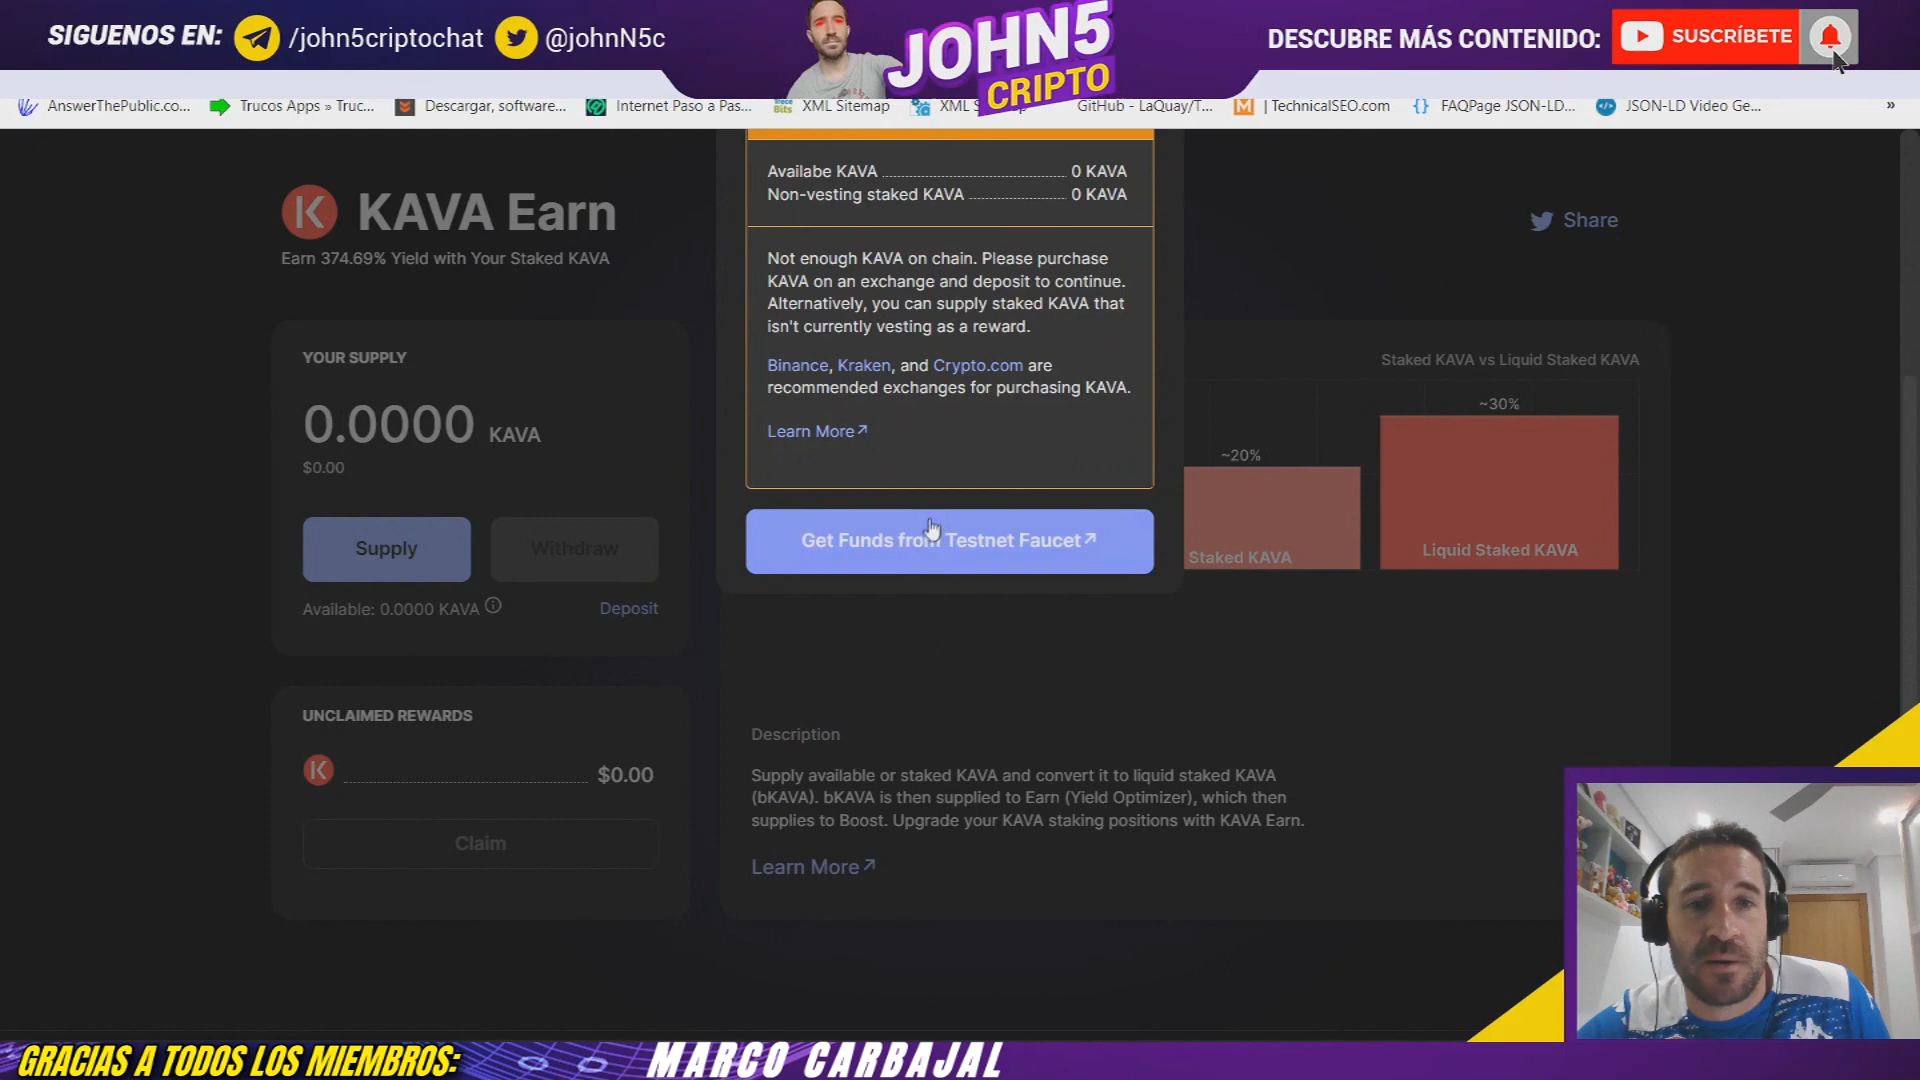 SIGUENOS EN:
/john5criptochat
@johnN5c
JOHN5
CRIPTO
DESCUBRE MÁS CONTENIDO:
SUSCRÍBETE
AnswerThePublic.co...
Trucos Apps » Truc...
Descargar, software...
Internet Paso a Pas...
XML Sitemap
GitHub - LaQuay/T...
| TechnicalSEO.com
FAQPage JSON-LD...
JSON-LD Video Ge...
»
KAVA Earn
Earn 374.69% Yield with Your Staked KAVA
Share
Availabe KAVA 0 KAVA
Non-vesting staked KAVA 0 KAVA
Not enough KAVA on chain. Please purchase
KAVA on an exchange and deposit to continue.
Alternatively, you can supply staked KAVA that
isn't currently vesting as a reward.
Binance, Kraken, and Crypto.com are
recommended exchanges for purchasing KAVA.
Learn More
Get Funds from Testnet Faucet
YOUR SUPPLY
0.0000 KAVA
$0.00
Supply
Withdraw
Available: 0.0000 KAVA
Deposit
Staked KAVA vs Liquid Staked KAVA
~20%
~30%
Staked KAVA
Liquid Staked KAVA
UNCLAIMED REWARDS
$0.00
Claim
Description
Supply available or staked KAVA and convert it to liquid staked KAVA
(bKAVA). bKAVA is then supplied to Earn (Yield Optimizer), which then
supplies to Boost. Upgrade your KAVA staking positions with KAVA Earn.
Learn More
GRACIAS A TODOS LOS MIEMBROS:
MARCO CARBAJAL